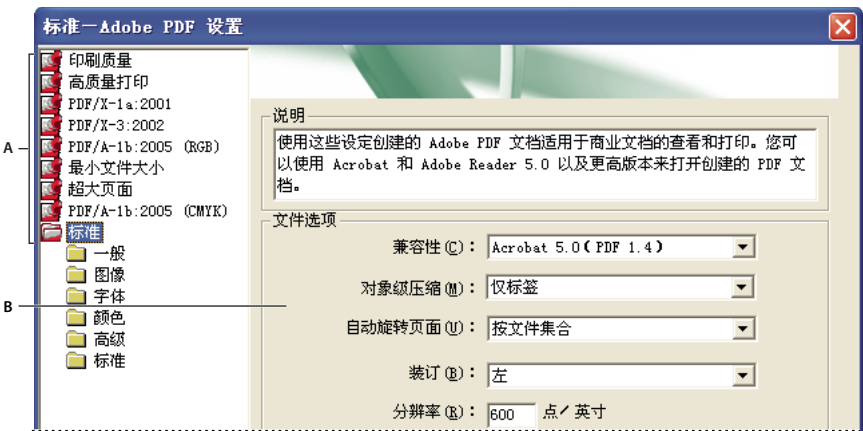 标准—Adobe PDF 设置
印刷质量
高质量打印
PDF/X-1a:2001
PDF/X-3:2002
A
PDF/A-1b:2005 (RGB)
最小文件大小
超大页面
PDF/A-1b:2005 (CMYK)
标准
一般
图像
字体
颜色
高级
标准
B
说明
使用这些设定创建的 Adobe PDF 文档适用于商业文档的查看和打印。您可
以使用 Acrobat 和 Adobe Reader 5.0 以及更高版本来打开创建的 PDF 文
档。
文件选项
兼容性(C)： Acrobat 5.0(PDF 1.4)
对象级压缩(M)： 仅标签
自动旋转页面(U)： 按文件集合
装订(B)： 左
分辨率(R)： 600 点／英寸